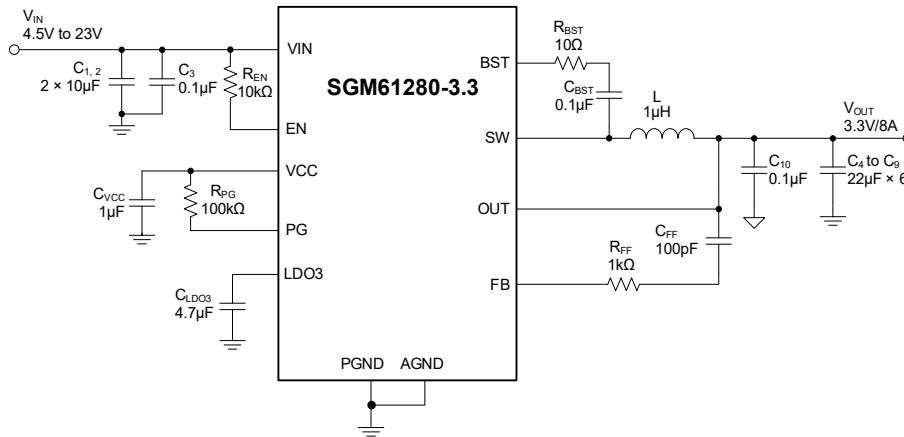 VIN
4.5V to 23V
C1, 2
2 × 10μF
C3
0.1μF
REN
10kΩ
VIN
EN
SGM61280-3.3
BST
RBST
10Ω
CBST
0.1μF
SW
L
1μH
VOUT
3.3V/8A
C10
0.1μF
C4 to C9
22μF × 6
CVCC
1μF
VCC
RPG
100kΩ
PG
OUT
CFF
100pF
RFF
1kΩ
FB
CLDO3
4.7μF
LDO3
PGND
AGND